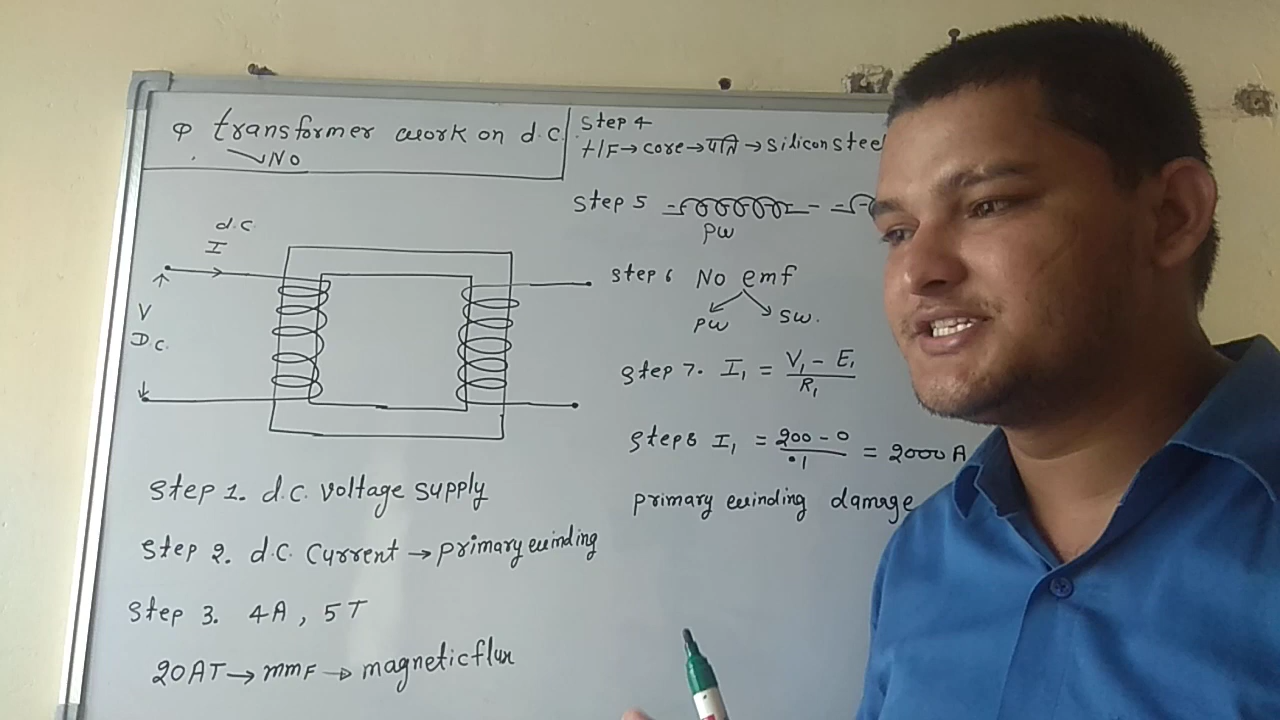 φ transformer work on d.c.
No
d.c.
I
V
D.c.
Step 1. d.c. voltage supply
Step 2. d.c. Current → primary winding
Step 3. 4A , 5T
20AT → mmF → magnetic flux
Step 4
t/F → core → पत्ति → silicon steel
Step 5
PW
Step 6 No emf
PW SW.
Step 7. I₁ = V₁ - E₁ / R₁
Step 8 I₁ = 200 - 0 / .1 = 2000 A
primary winding damage